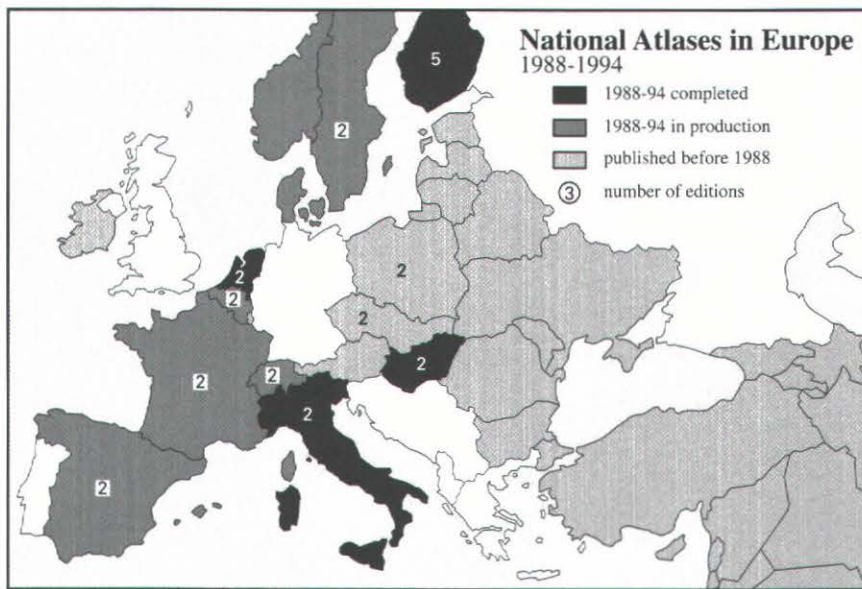 National Atlases in Europe
1988-1994
1988-94 completed
1988-94 in production
published before 1988
3 number of editions
5
2
2
2
2
2
2
2
2
2
2